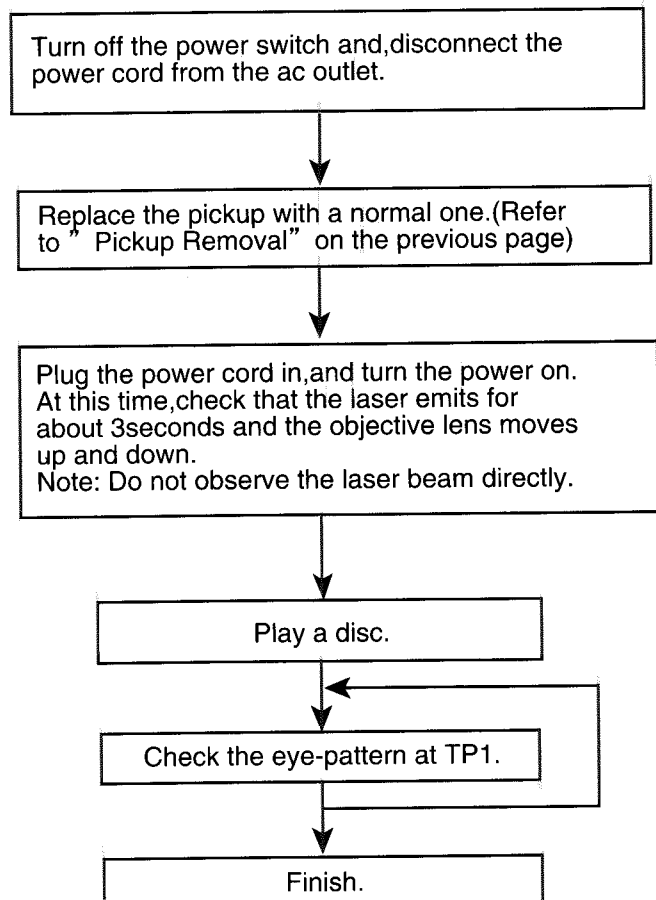 Turn off the power switch and,disconnect the
power cord from the ac outlet.
Replace the pickup with a normal one.(Refer
to ” Pickup Removal” on the previous page)
Plug the power cord in,and turn the power on.
At this time,check that the laser emits for
about 3seconds and the objective lens moves
up and down.
Note: Do not observe the laser beam directly.
Play a disc.
Check the eye-pattern at TP1.
Finish.